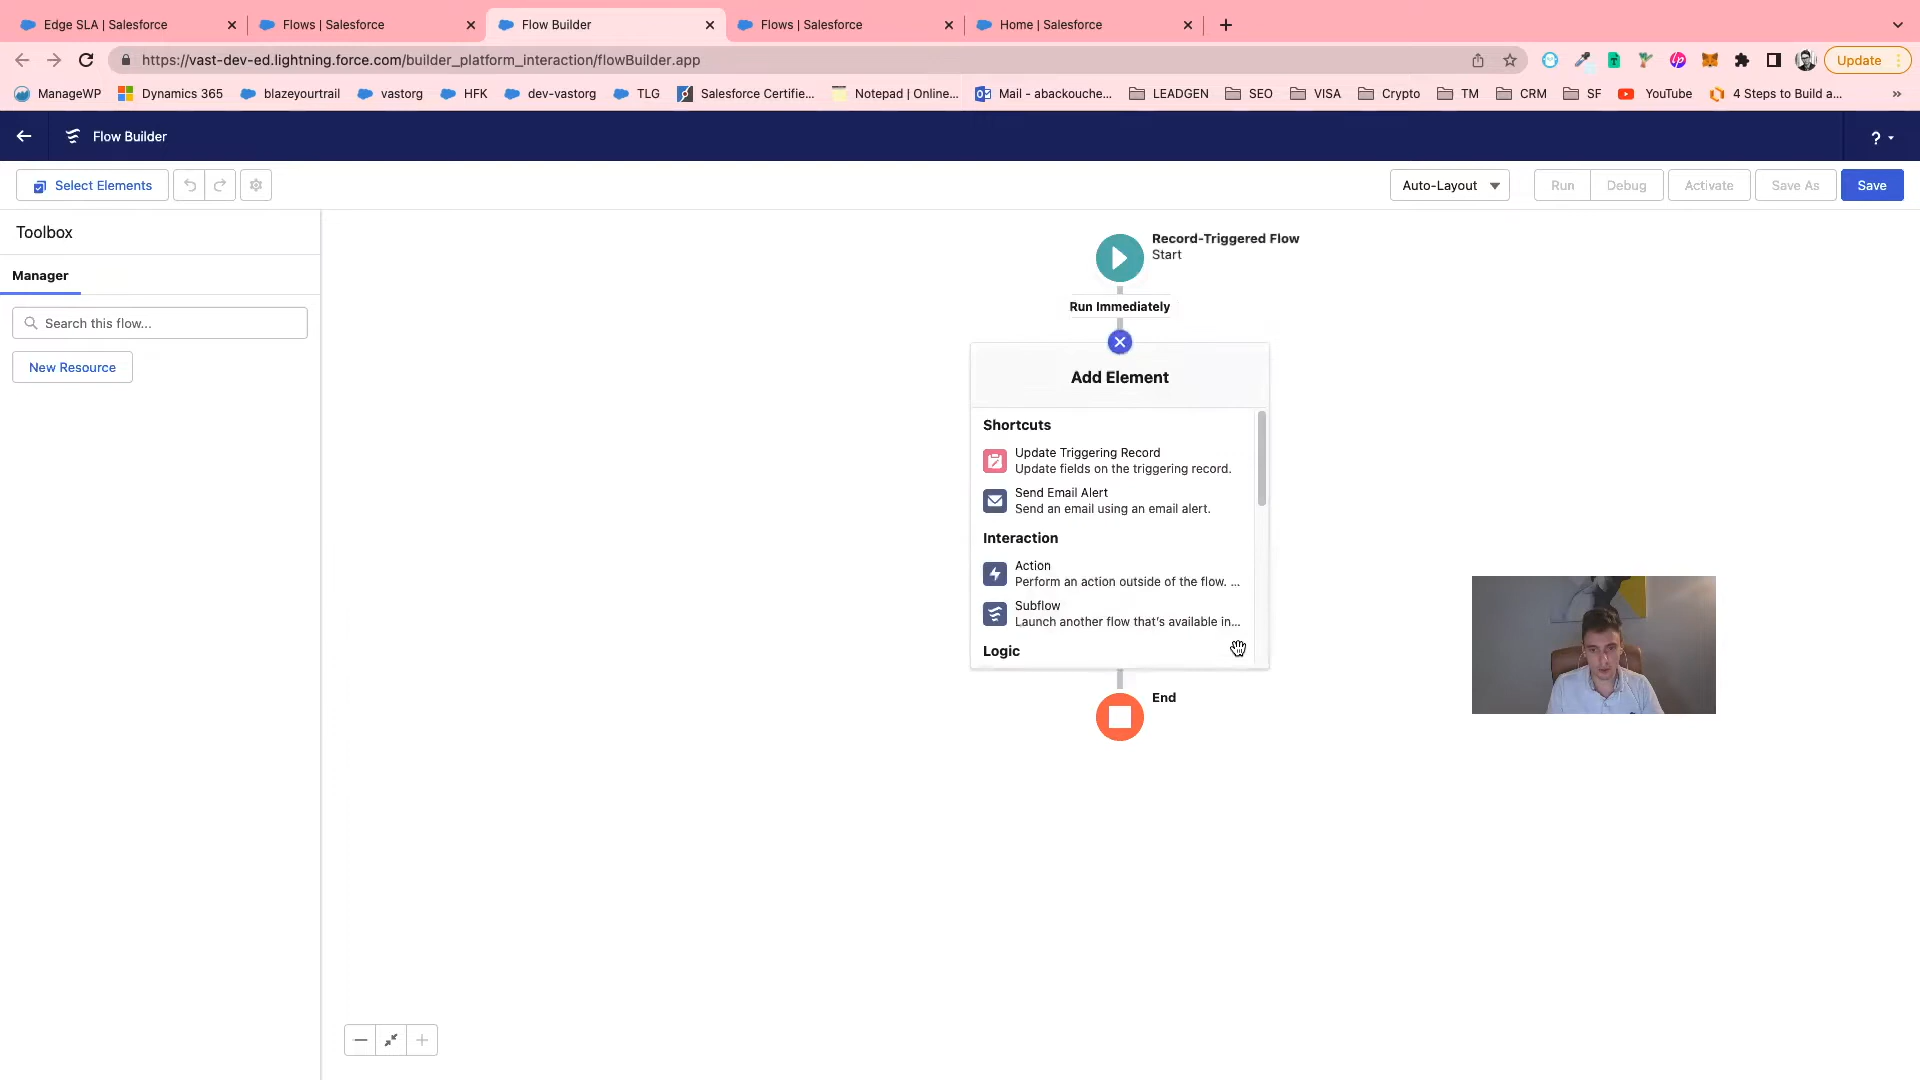 Edge SLA | Salesforce
Flows | Salesforce
Flow Builder
Flows | Salesforce
Home | Salesforce
https://vast-dev-ed.lightning.force.com/builder_platform_interaction/flowBuilder.app
Update
ManageWP
Dynamics 365
blazeyourtrail
vastorg
HFK
dev-vastorg
TLG
Salesforce Certifie...
Notepad | Online...
Mail - abackouche...
LEADGEN
SEO
VISA
Crypto
TM
CRM
SF
YouTube
4 Steps to Build a...
»
Flow Builder
?
Select Elements
Auto-Layout
Run
Debug
Activate
Save As
Save
Toolbox
Manager
Search this flow...
New Resource
Record-Triggered Flow
Start
Run Immediately
Add Element
Shortcuts
Update Triggering Record
Update fields on the triggering record.
Send Email Alert
Send an email using an email alert.
Interaction
Action
Perform an action outside of the flow. ...
Subflow
Launch another flow that's available in...
Logic
End